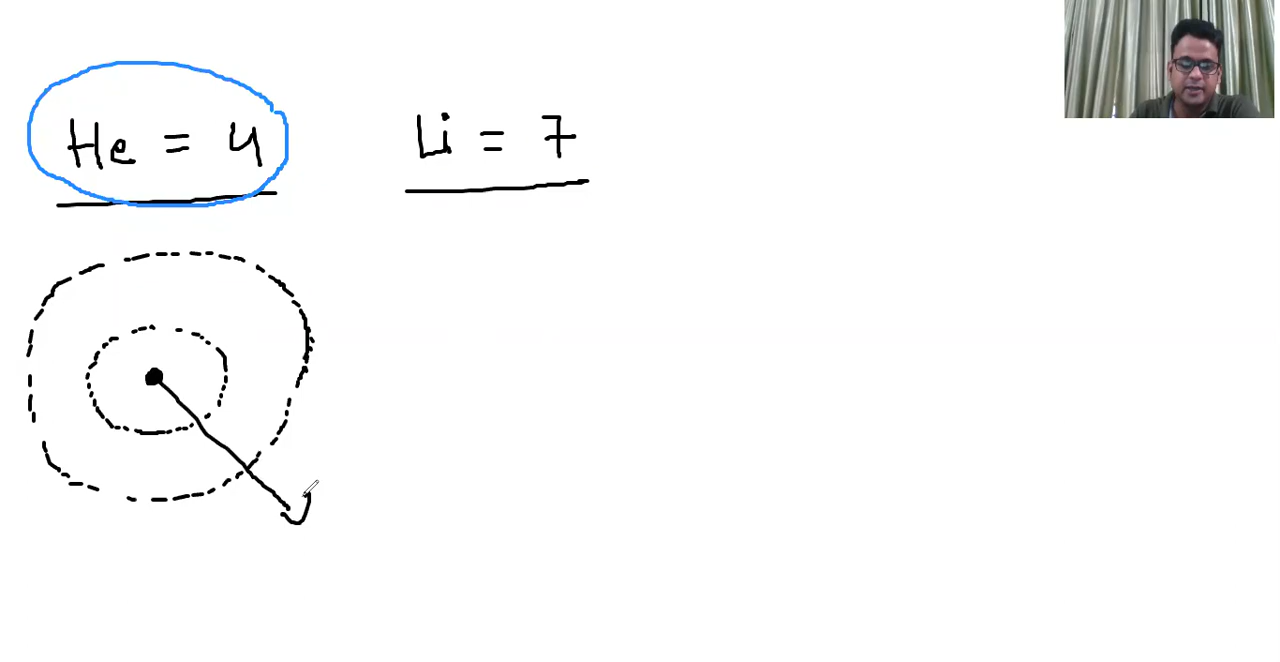 He = 4
Li = 7